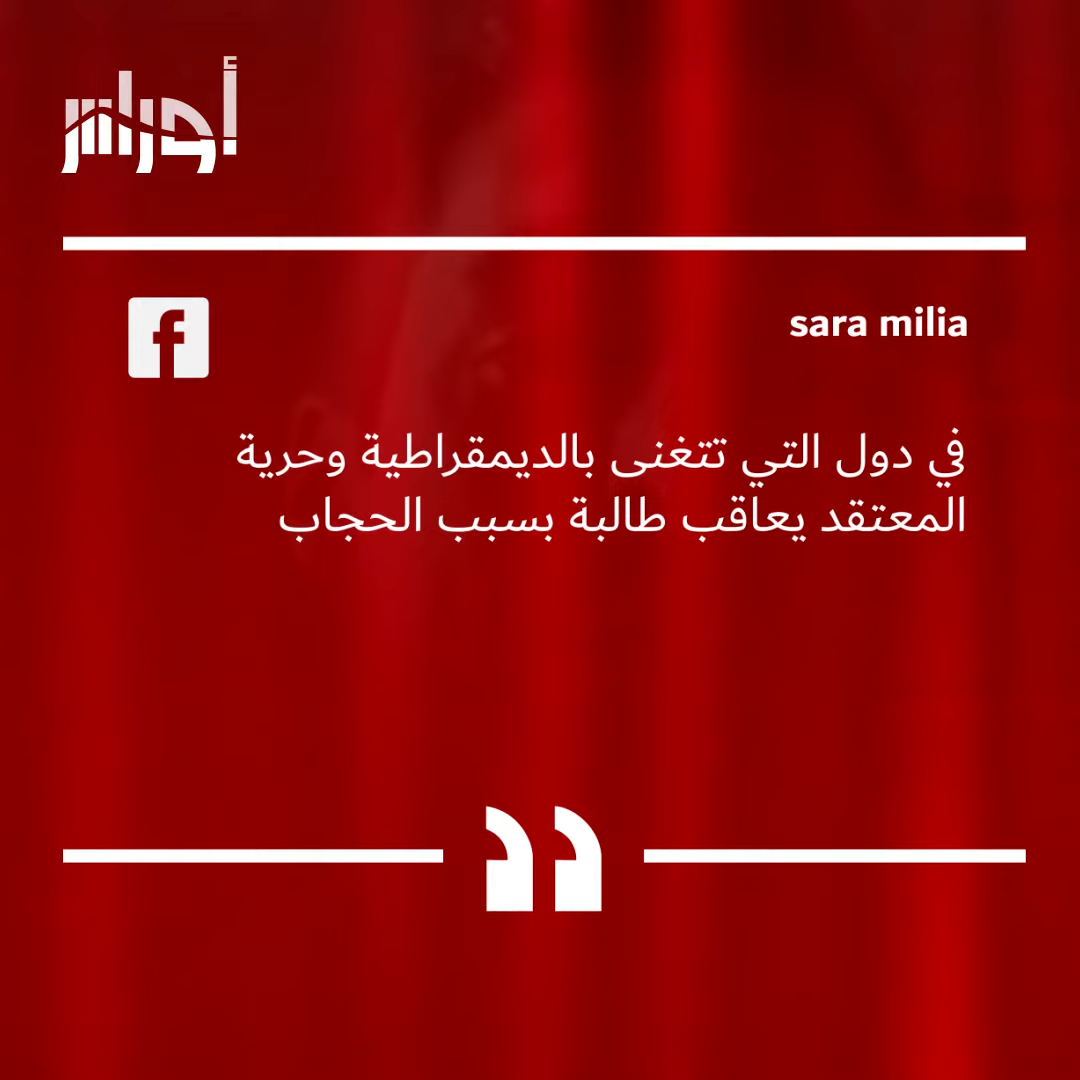 أوراس
sara milia
في دول التي تتغنى بالديمقراطية وحرية
المعتقد يعاقب طالبة بسبب الحجاب